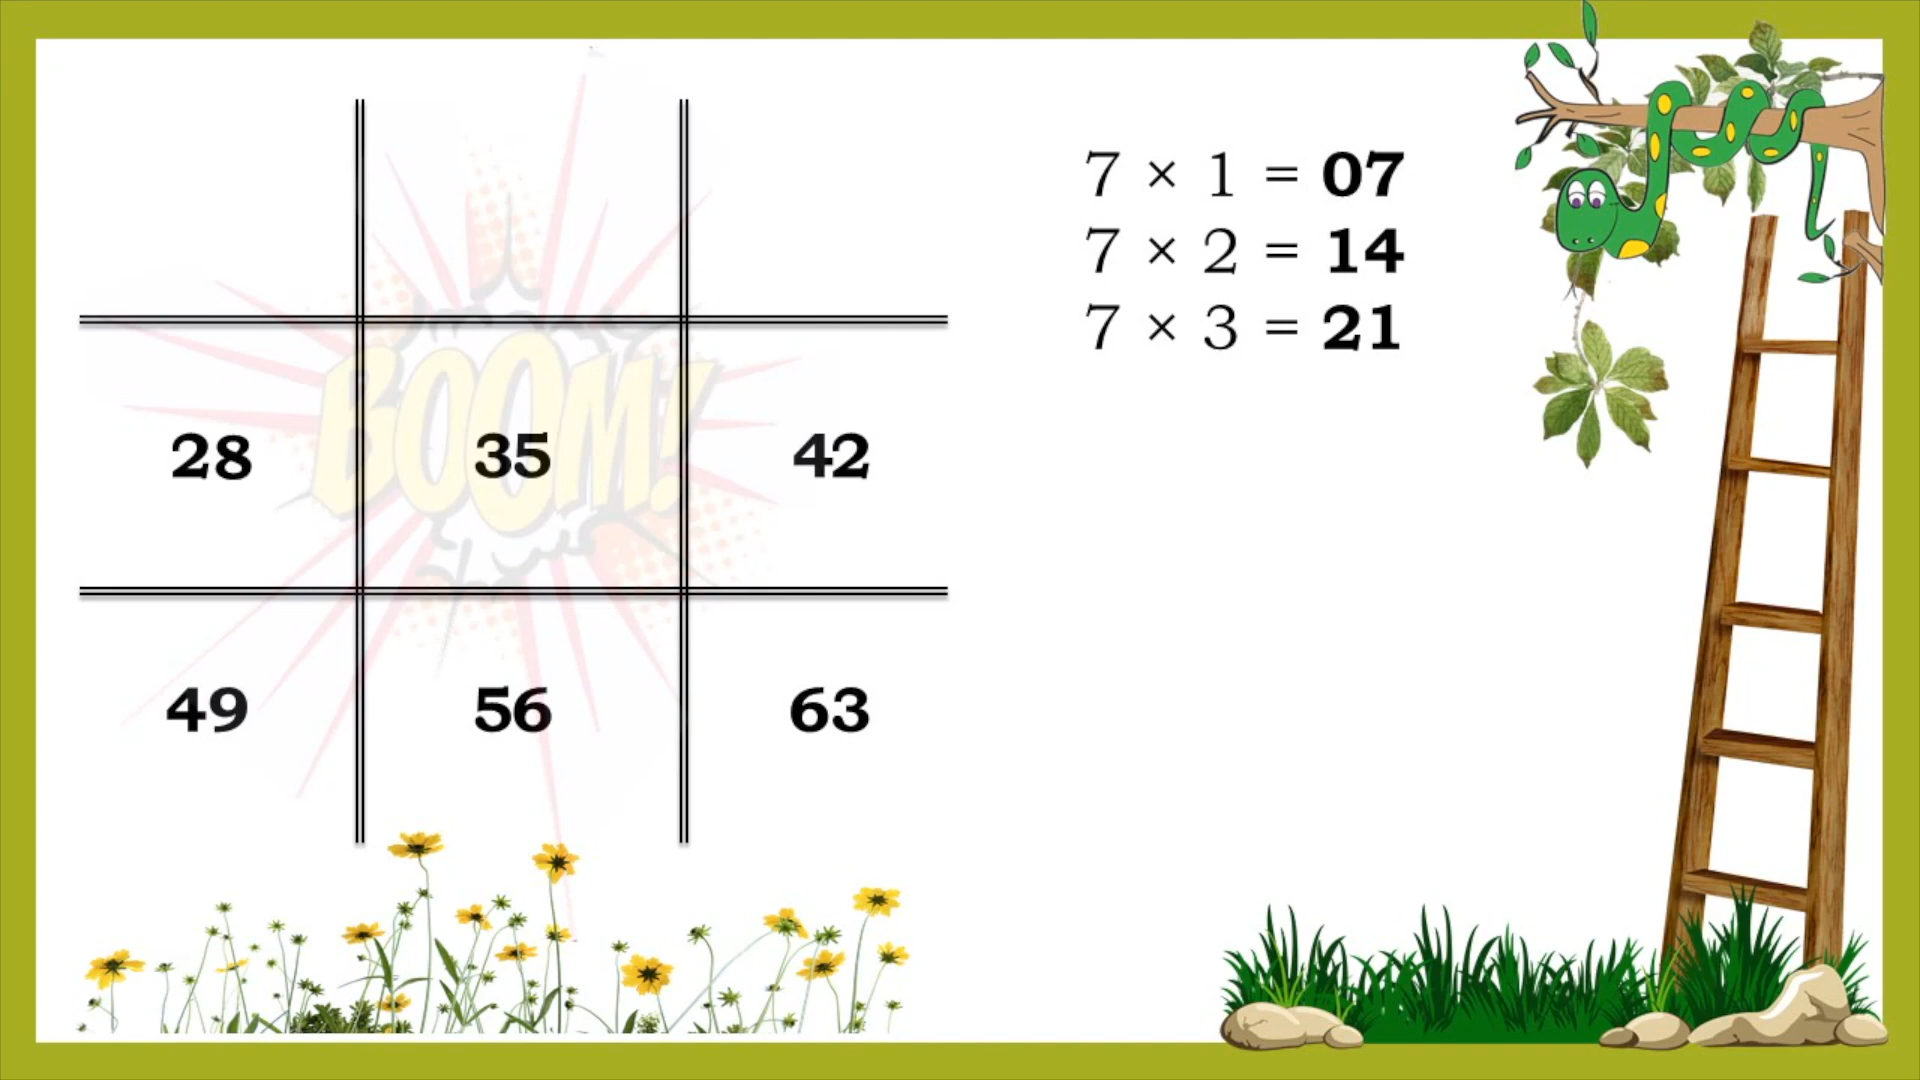 28 35 42
49 56 63
7 × 1 = 07
7 × 2 = 14
7 × 3 = 21
BOOM!